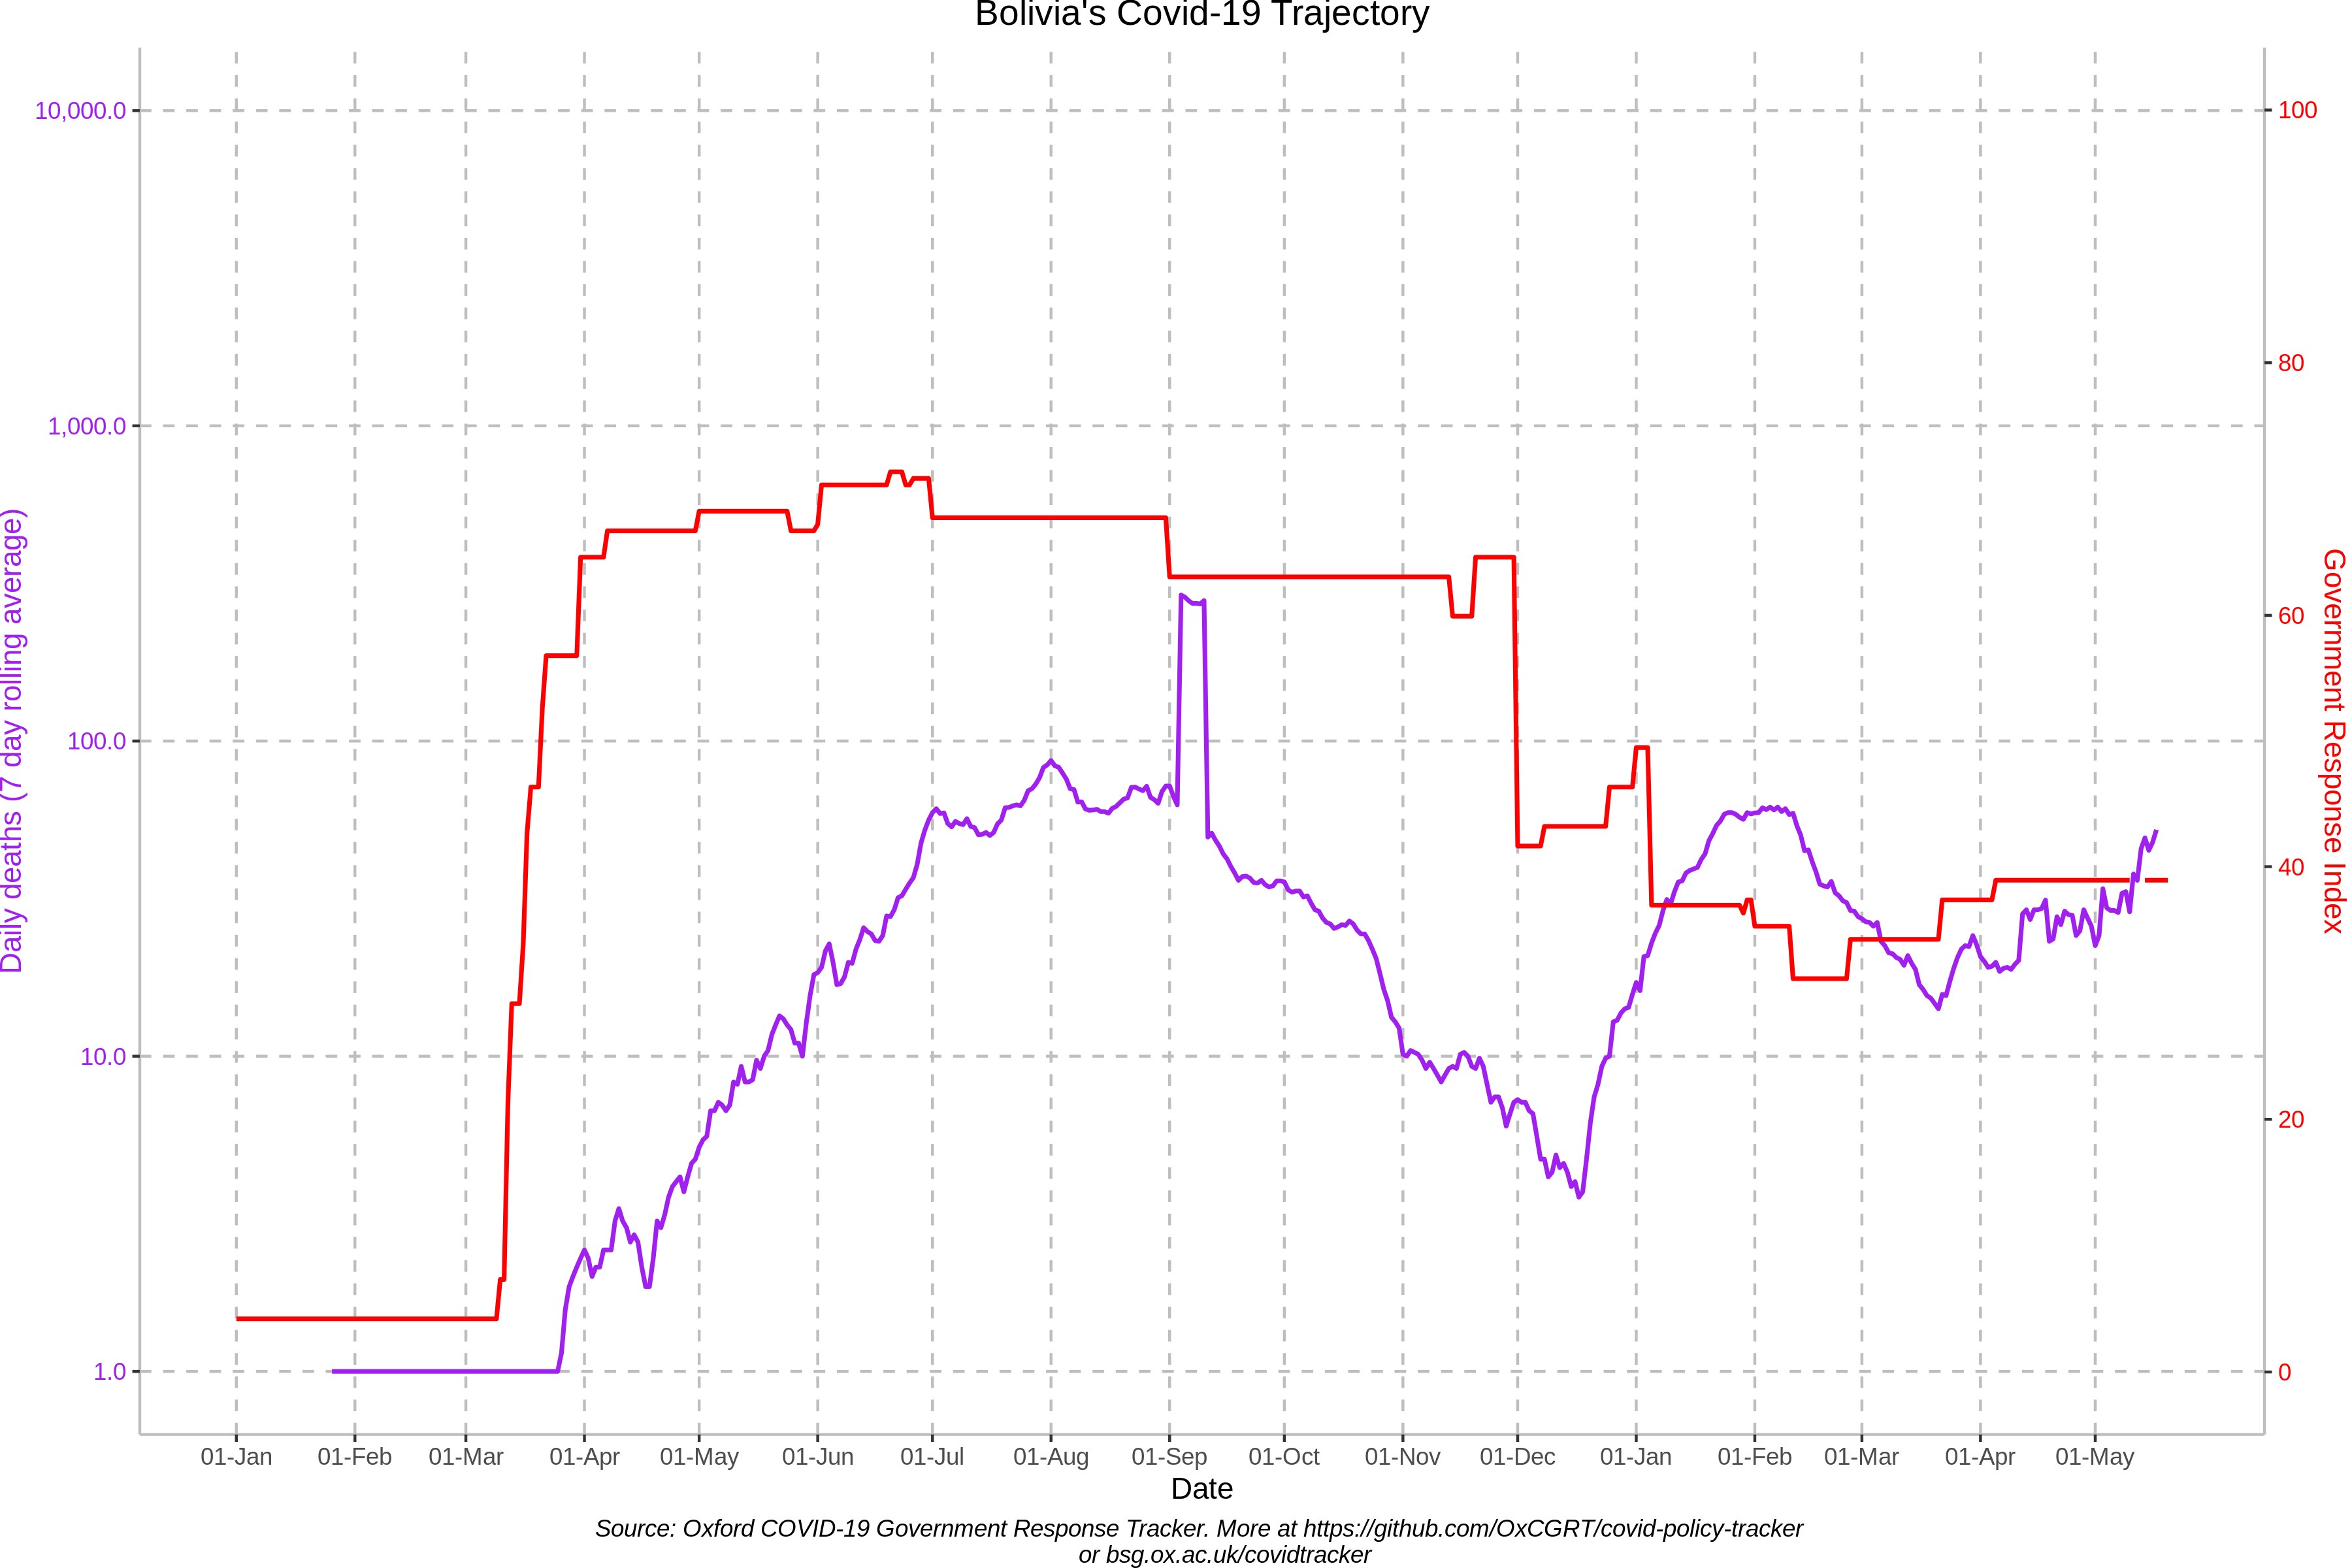 Bolivia's Covid-19 Trajectory
10,000.0
1,000.0
100.0
10.0
1.0
Daily deaths (7 day rolling average)
100
80
60
40
20
0
Government Response Index
01-Jan 01-Feb 01-Mar 01-Apr 01-May 01-Jun 01-Jul 01-Aug 01-Sep 01-Oct 01-Nov 01-Dec 01-Jan 01-Feb 01-Mar 01-Apr 01-May
Date
Source: Oxford COVID-19 Government Response Tracker. More at https://github.com/OxCGRT/covid-policy-tracker
or bsg.ox.ac.uk/covidtracker